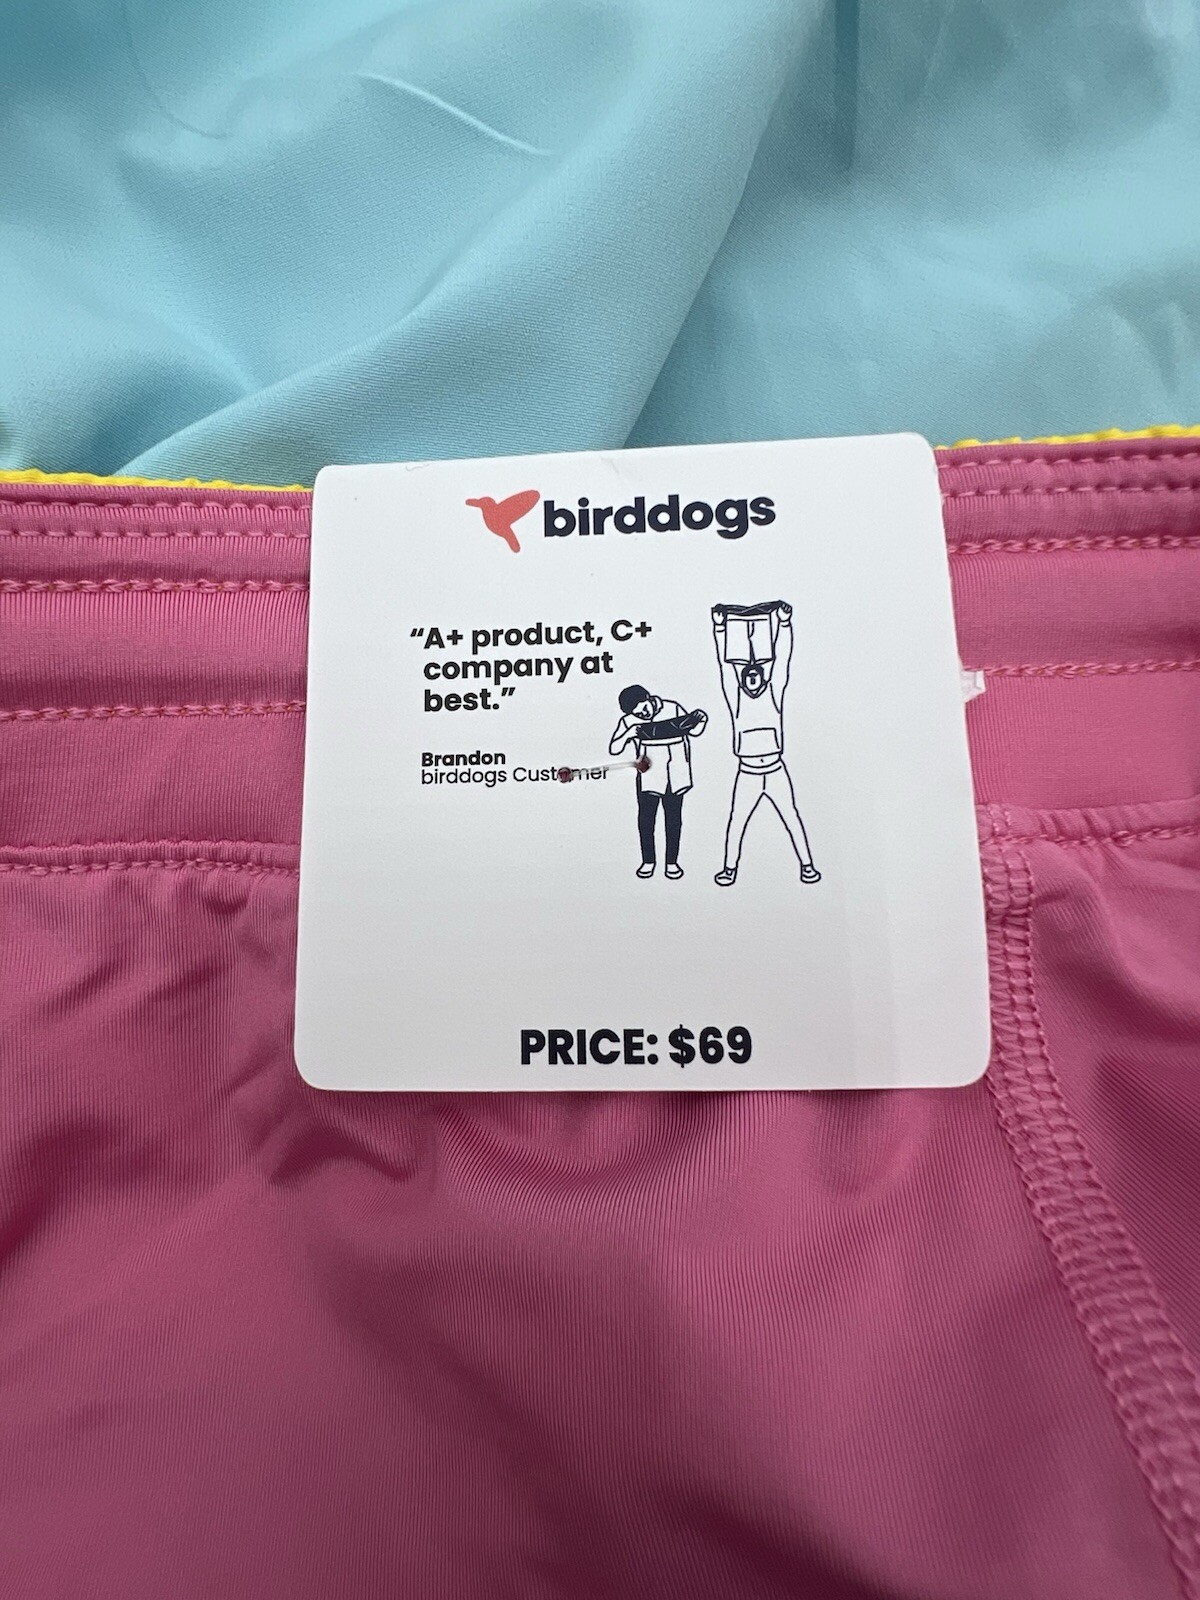 birddogs
“A+ product, C+
company at
best.”
Brandon
birddogs Customer
PRICE: $69